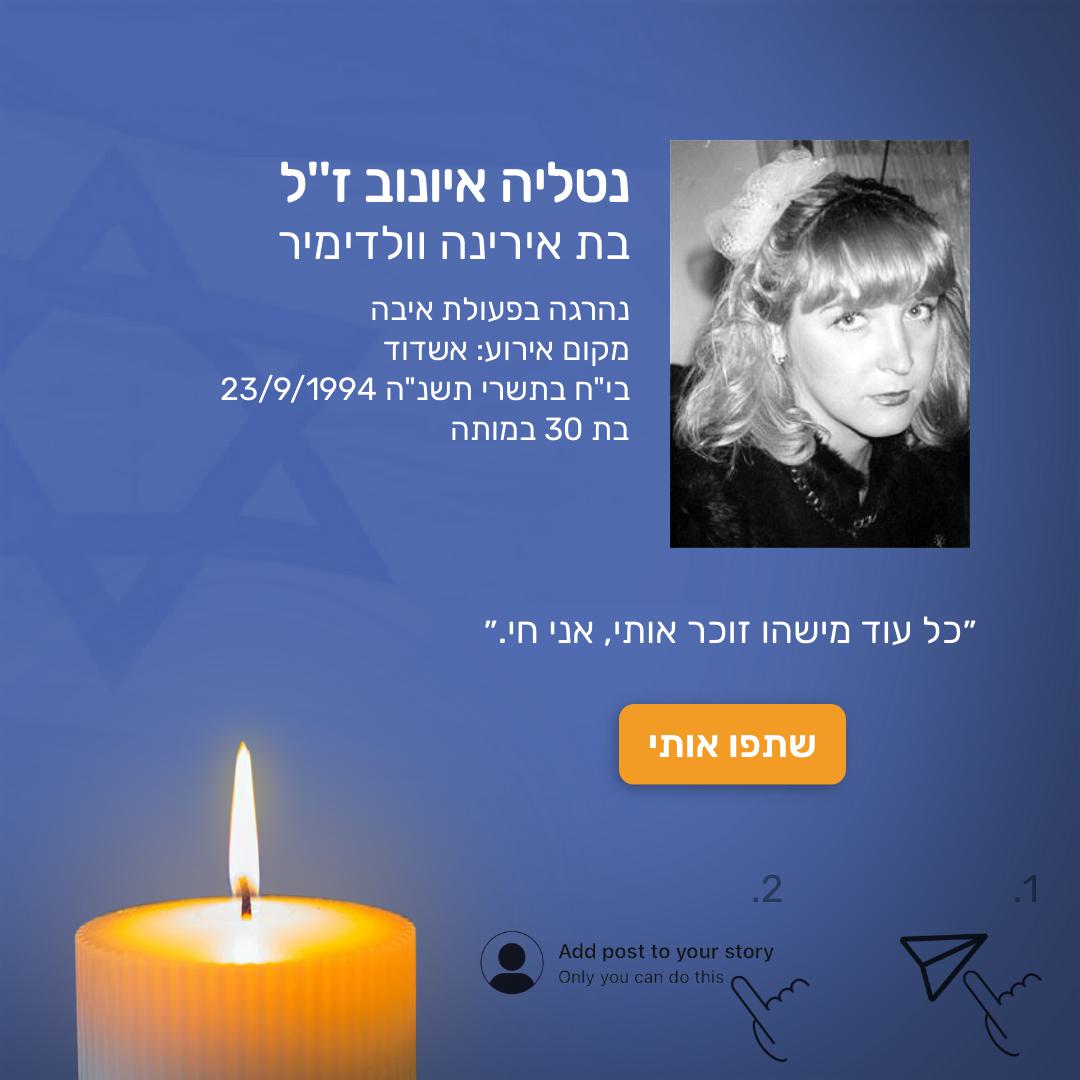 נטליה איונוב ז"ל
בת אירינה וולדימיר
נהרגה בפעולת איבה
מקום אירוע: אשדוד
בי"ח בתשרי תשנ"ה 23/9/1994
בת 30 במותה
״כל עוד מישהו זוכר אותי, אני חי.״
שתפו אותי
1.
2.
Add post to your story
Only you can do this